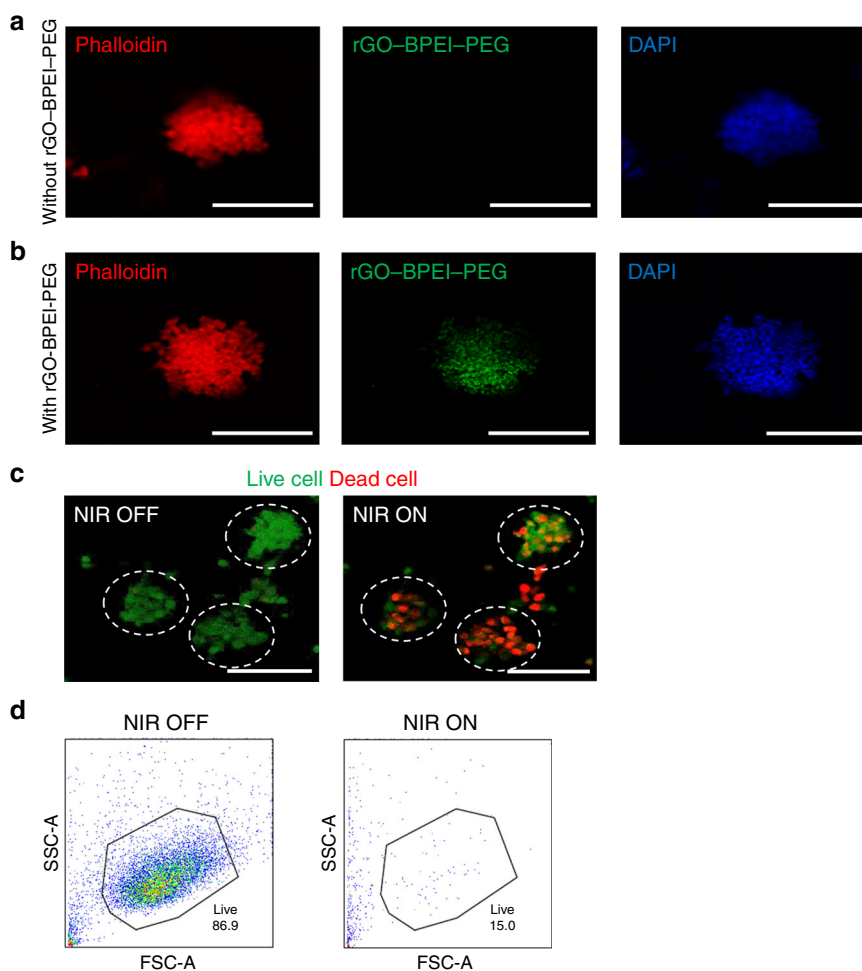 a
Without rGO–BPEI–PEG
Phalloidin
rGO–BPEI–PEG
DAPI
b
With rGO-BPEI-PEG
Phalloidin
rGO–BPEI–PEG
DAPI
c
Live cell Dead cell
NIR OFF
NIR ON
d
NIR OFF
NIR ON
SSC-A
Live
86.9
FSC-A
SSC-A
Live
15.0
FSC-A